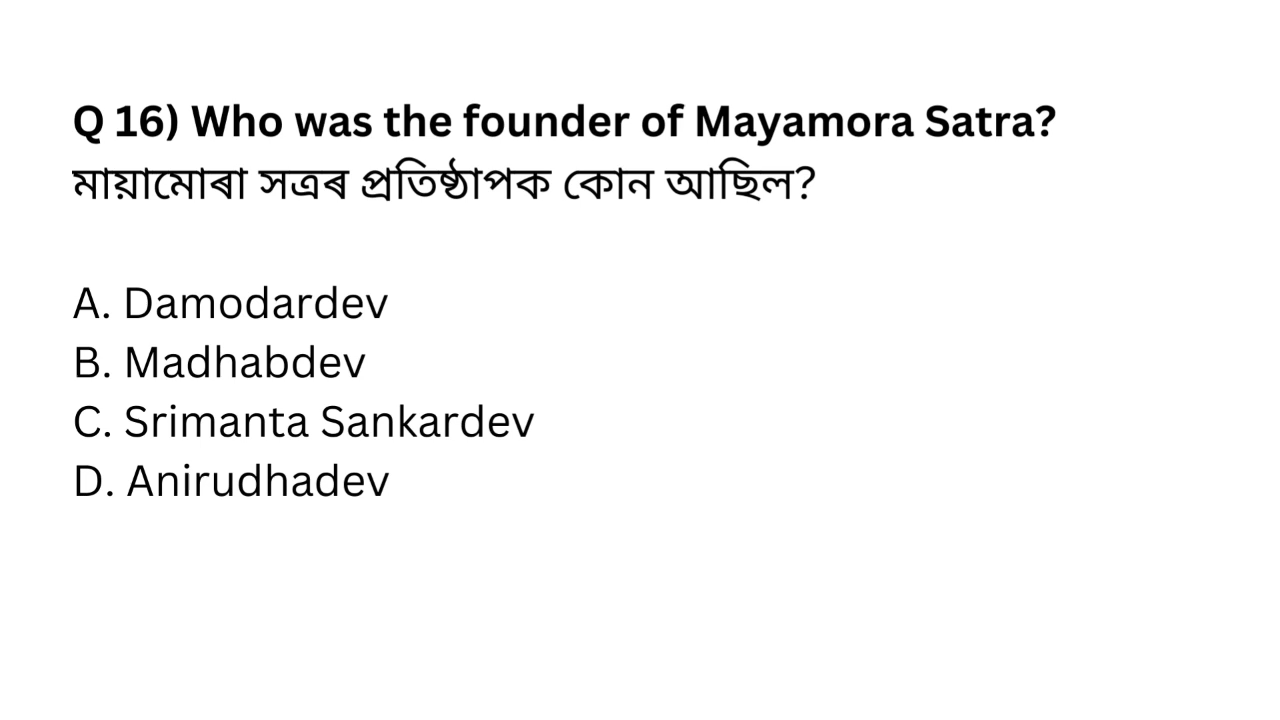 Q 16) Who was the founder of Mayamora Satra?
মায়ামোৰা সত্ৰৰ প্ৰতিষ্ঠাপক কোন আছিল?
A. Damodardev
B. Madhabdev
C. Srimanta Sankardev
D. Anirudhadev